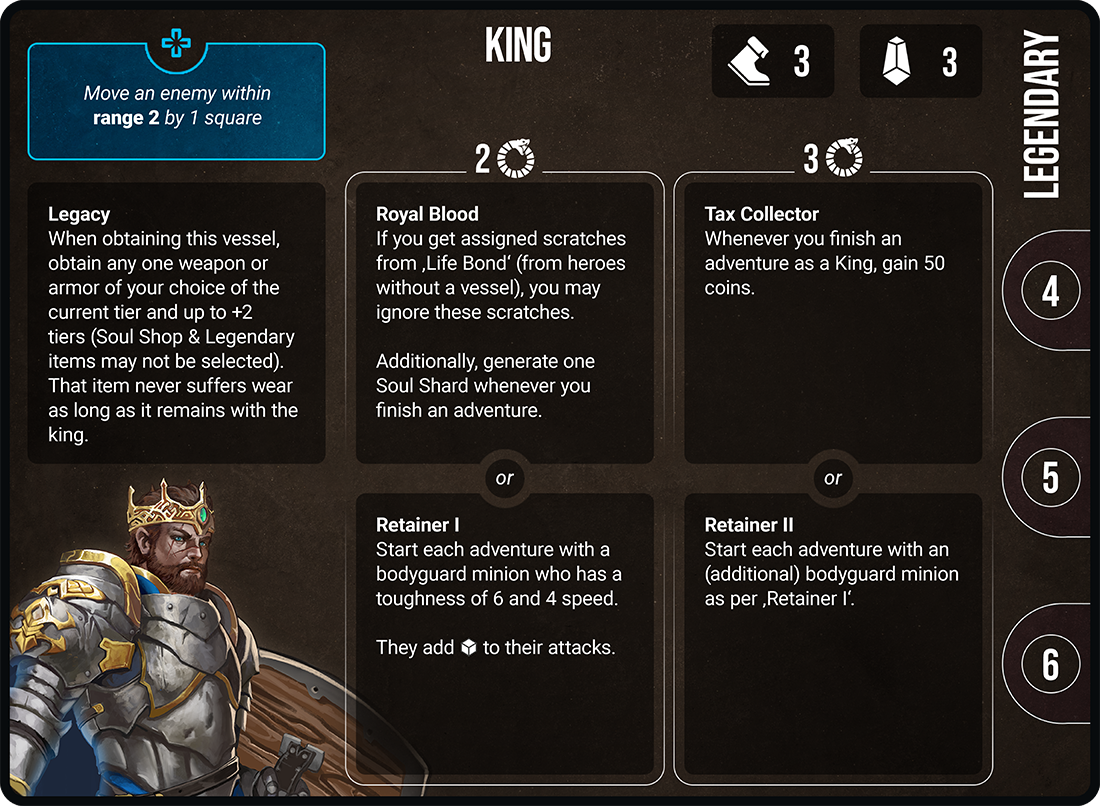 KING
3
3
LEGENDARY
Move an enemy within
range 2 by 1 square
Legacy
When obtaining this vessel,
obtain any one weapon or
armor of your choice of the
current tier and up to +2
tiers (Soul Shop & Legendary
items may not be selected).
That item never suffers wear
as long as it remains with the
king.
2
Royal Blood
If you get assigned scratches
from ‚Life Bond‘ (from heroes
without a vessel), you may
ignore these scratches.
Additionally, generate one
Soul Shard whenever you
finish an adventure.
or
Retainer I
Start each adventure with a
bodyguard minion who has a
toughness of 6 and 4 speed.
They add to their attacks.
3
Tax Collector
Whenever you finish an
adventure as a King, gain 50
coins.
or
Retainer II
Start each adventure with an
(additional) bodyguard minion
as per ‚Retainer I‘.
4
5
6